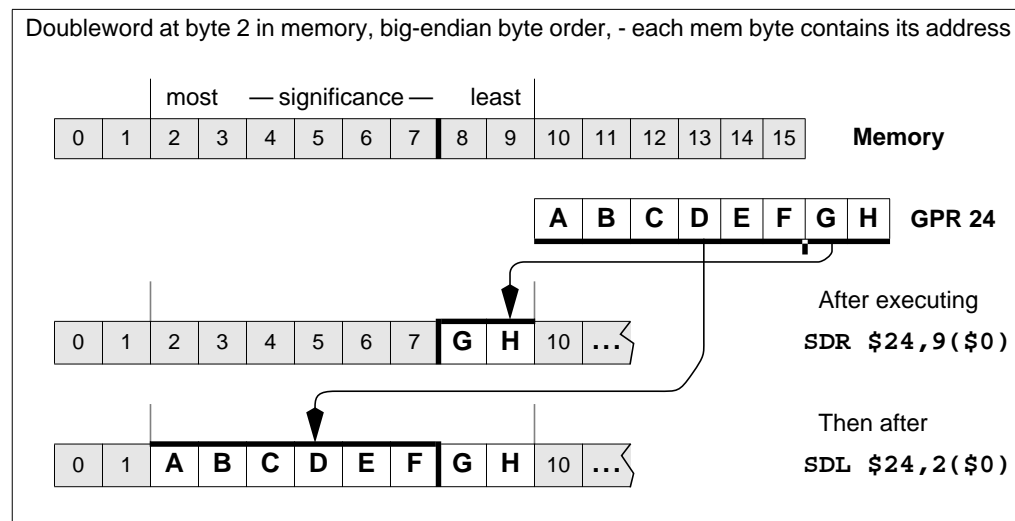 Doubleword at byte 2 in memory, big-endian byte order, - each mem byte contains its address
most — significance — least
0 1 2 3 4 5 6 7 8 9 10 11 12 13 14 15 Memory
A B C D E F G H GPR 24
After executing
0 1 2 3 4 5 6 7 G H 10 ... SDR $24,9($0)
Then after
0 1 A B C D E F G H 10 ... SDL $24,2($0)